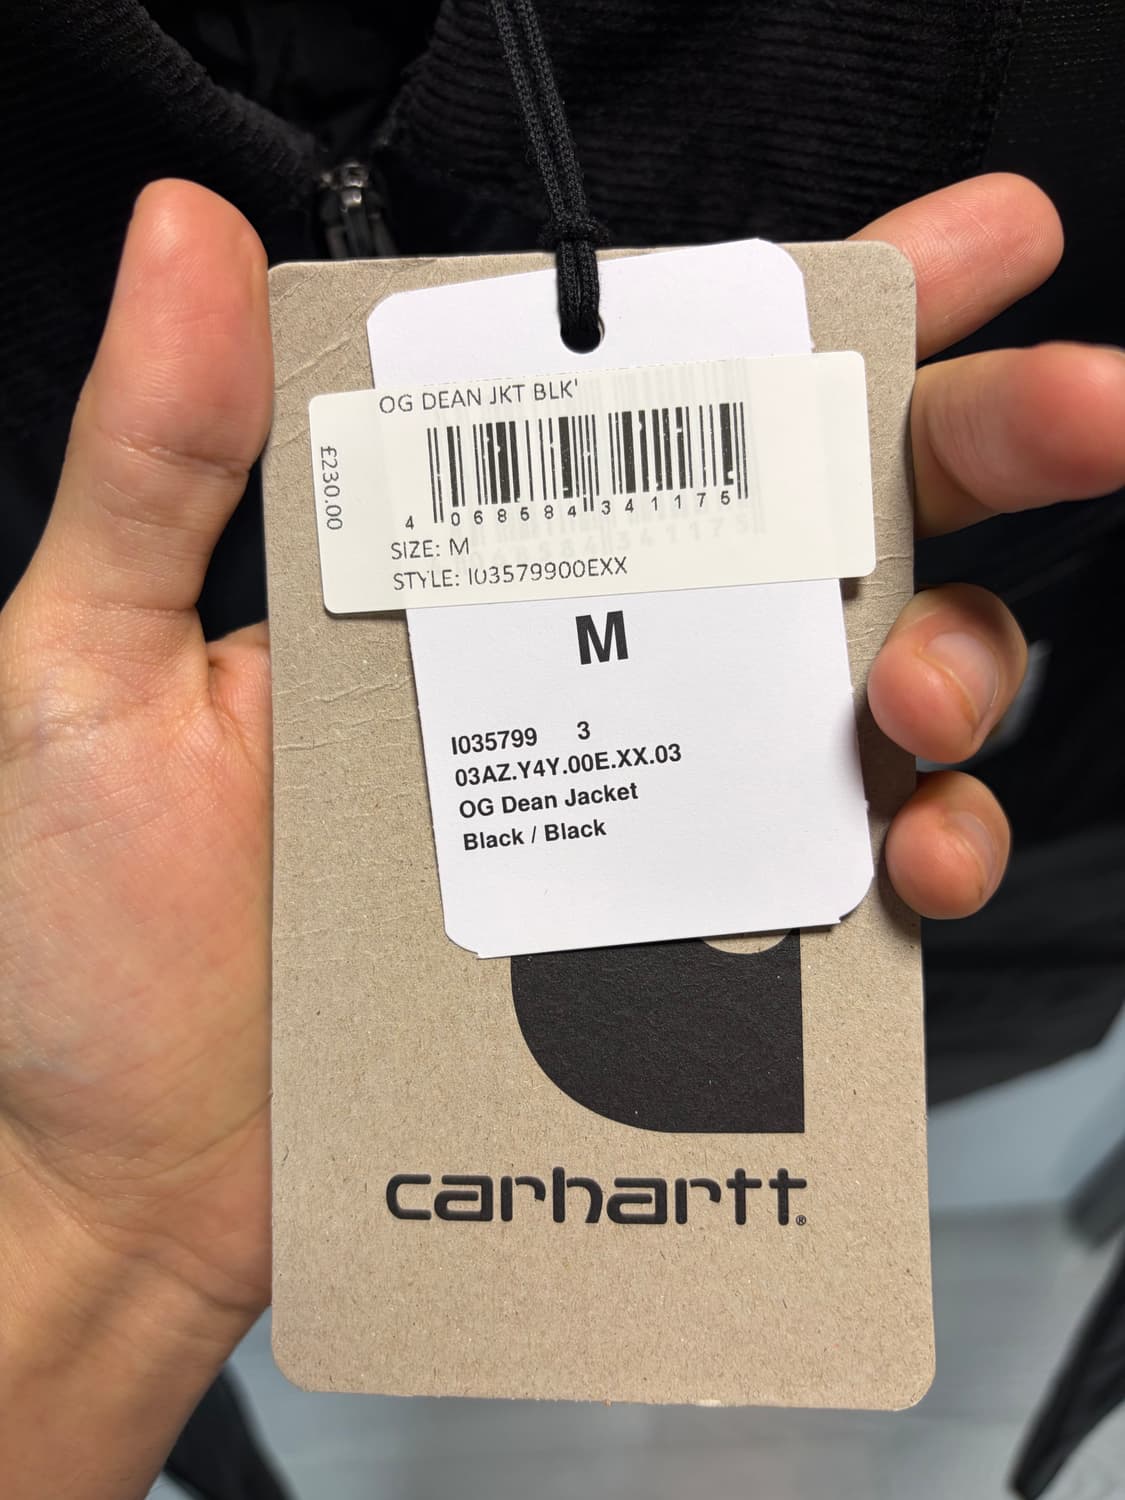 OG DEAN JKT BLK'
£230.00
4 068584 341175
SIZE: M
STYLE: I03579900EXX
M
I035799 3
03AZ.Y4Y.00E.XX.03
OG Dean Jacket
Black / Black
carhartt®